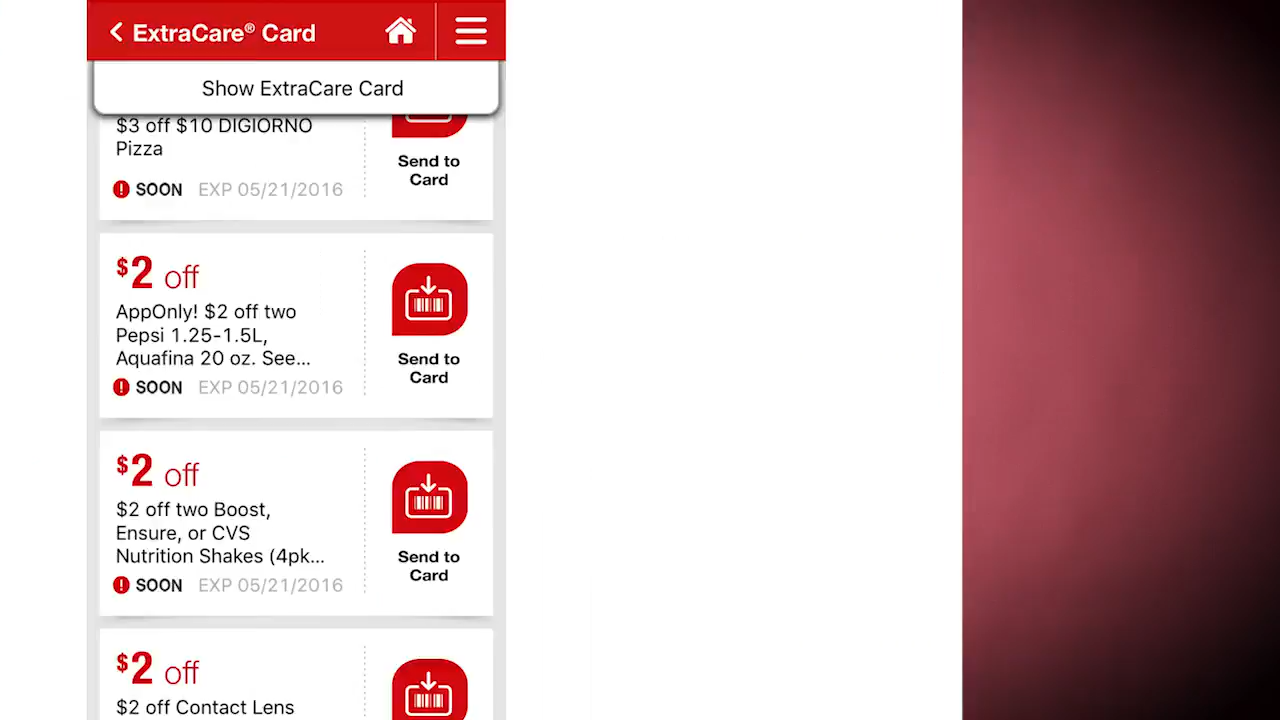 ExtraCare® Card
Show ExtraCare Card
$3 off $10 DIGIORNO
Pizza
SOON EXP 05/21/2016
Send to
Card
$2 off
AppOnly! $2 off two
Pepsi 1.25-1.5L,
Aquafina 20 oz. See...
SOON EXP 05/21/2016
Send to
Card
$2 off
$2 off two Boost,
Ensure, or CVS
Nutrition Shakes (4pk...
SOON EXP 05/21/2016
Send to
Card
$2 off
$2 off Contact Lens